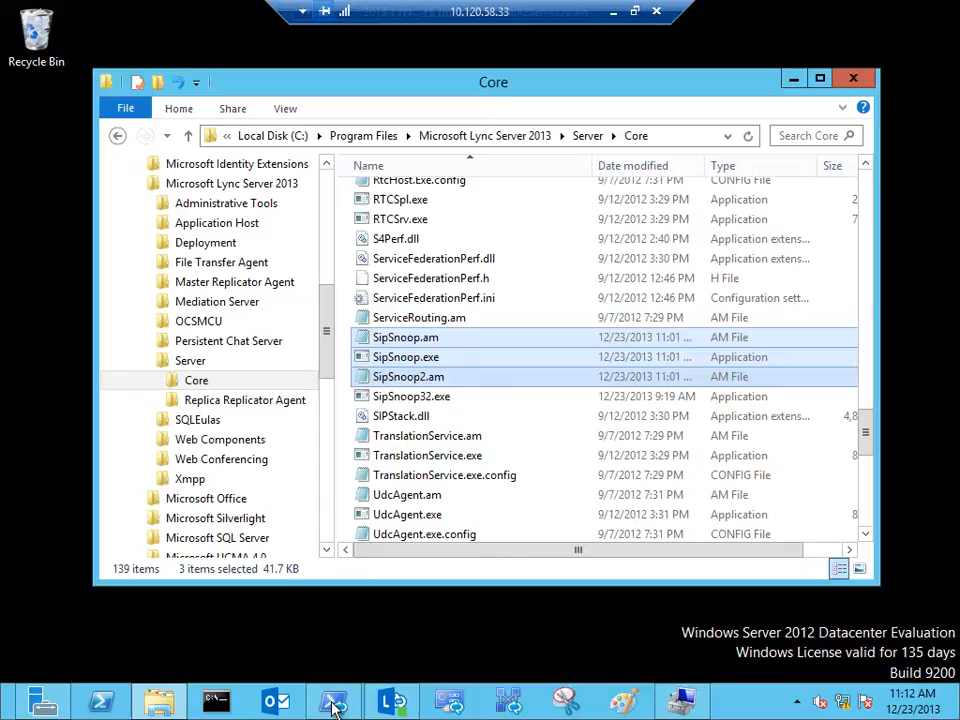 10.120.58.33
Recycle Bin
Core
File
Home
Share
View
«
Local Disk (C:)
Program Files
Microsoft Lync Server 2013
Server
Core
Search Core
Microsoft Identity Extensions
Microsoft Lync Server 2013
Administrative Tools
Application Host
Deployment
File Transfer Agent
Master Replicator Agent
Mediation Server
OCSMCU
Persistent Chat Server
Server
Core
Replica Replicator Agent
SQLEulas
Web Components
Web Conferencing
Xmpp
Microsoft Office
Microsoft Silverlight
Microsoft SQL Server
Microsoft UCMA 4.0
Name Date modified Type Size
RtcHost.Exe.config 9/7/2012 7:31 PM CONFIG File
RTCSpl.exe 9/12/2012 3:29 PM Application 2
RTCSrv.exe 9/12/2012 3:29 PM Application 7
S4Perf.dll 9/12/2012 2:40 PM Application extens...
ServiceFederationPerf.dll 9/12/2012 3:29 PM Application extens...
ServiceFederationPerf.h 9/12/2012 12:46 PM H File
ServiceFederationPerf.ini 9/12/2012 12:46 PM Configuration sett...
ServiceRouting.am 9/7/2012 7:29 PM AM File
SipSnoop.am 12/23/2013 11:01 ... AM File
SipSnoop.exe 12/23/2013 11:01 ... Application
SipSnoop2.am 12/23/2013 11:01 ... AM File
SipSnoop32.exe 12/23/2013 9:19 AM Application
SIPStack.dll 9/12/2012 3:30 PM Application extens... 4,8
TranslationService.am 9/7/2012 7:29 PM AM File
TranslationService.exe 9/12/2012 3:29 PM Application 8
TranslationService.exe.config 9/7/2012 7:29 PM CONFIG File
UdcAgent.am 9/7/2012 7:31 PM AM File
UdcAgent.exe 9/12/2012 3:31 PM Application 8
UdcAgent.exe.config 9/7/2012 7:31 PM CONFIG File
139 items 3 items selected 41.7 KB
Windows Server 2012 Datacenter Evaluation
Windows License valid for 135 days
Build 9200
11:12 AM
12/23/2013